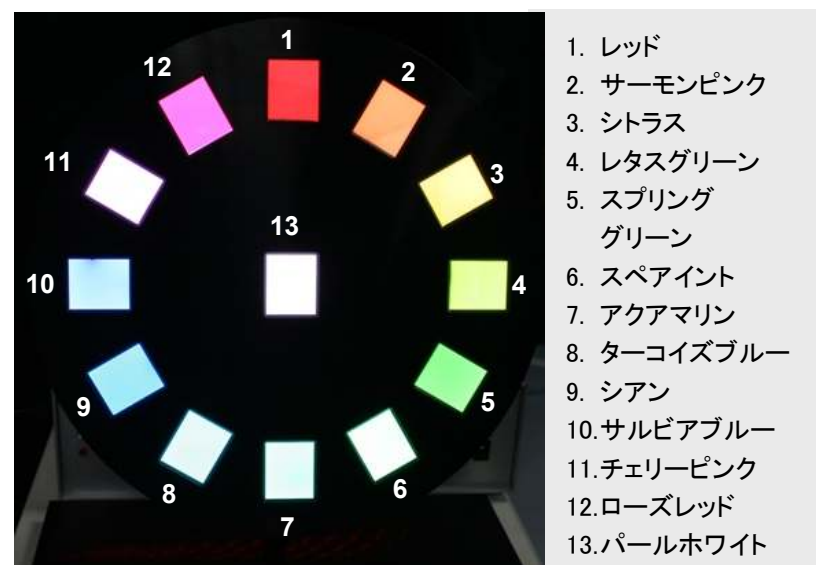 1
2
3
4
5
6
7
8
9
10
11
12
13
1. レッド
2. サーモンピンク
3. シトラス
4. レタスグリーン
5. スプリング
グリーン
6. スペアイント
7. アクアマリン
8. ターコイズブルー
9. シアン
10.サルビアブルー
11.チェリーピンク
12.ローズレッド
13.パールホワイト